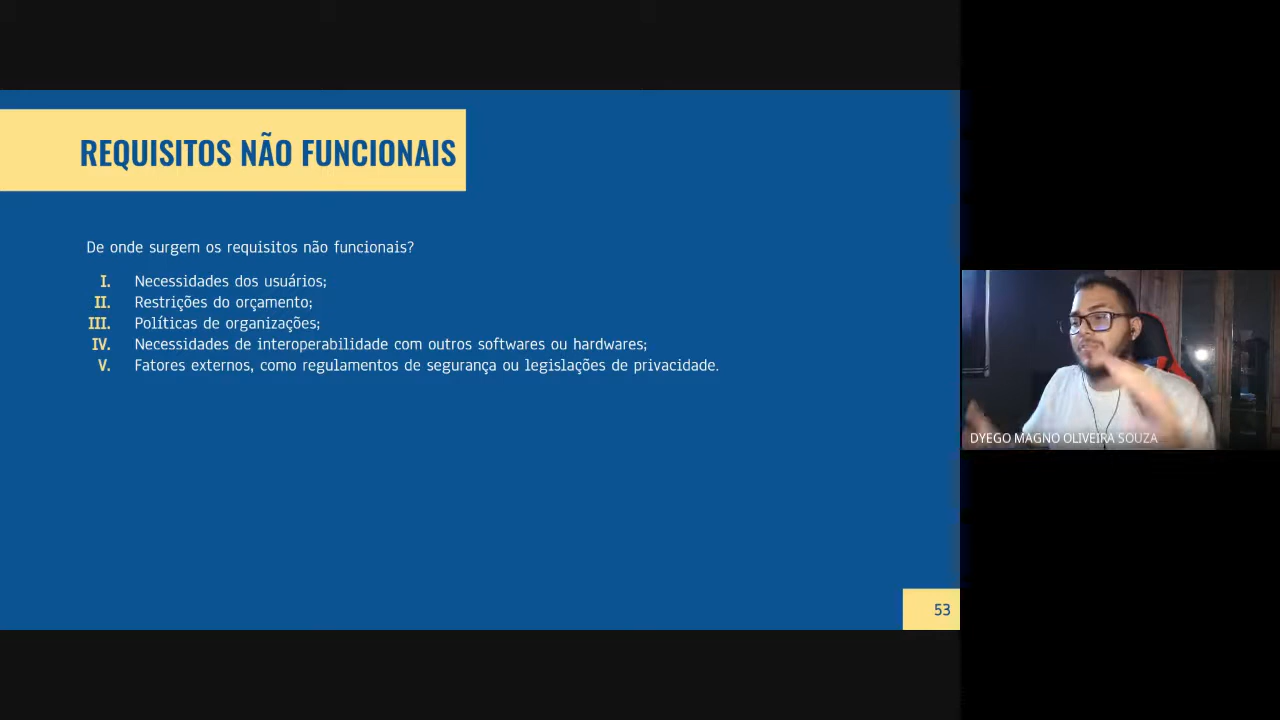 REQUISITOS NÃO FUNCIONAIS
De onde surgem os requisitos não funcionais?
I. Necessidades dos usuários;
II. Restrições do orçamento;
III. Políticas de organizações;
IV. Necessidades de interoperabilidade com outros softwares ou hardwares;
V. Fatores externos, como regulamentos de segurança ou legislações de privacidade.
DYEGO MAGNO OLIVEIRA SOUZA
53